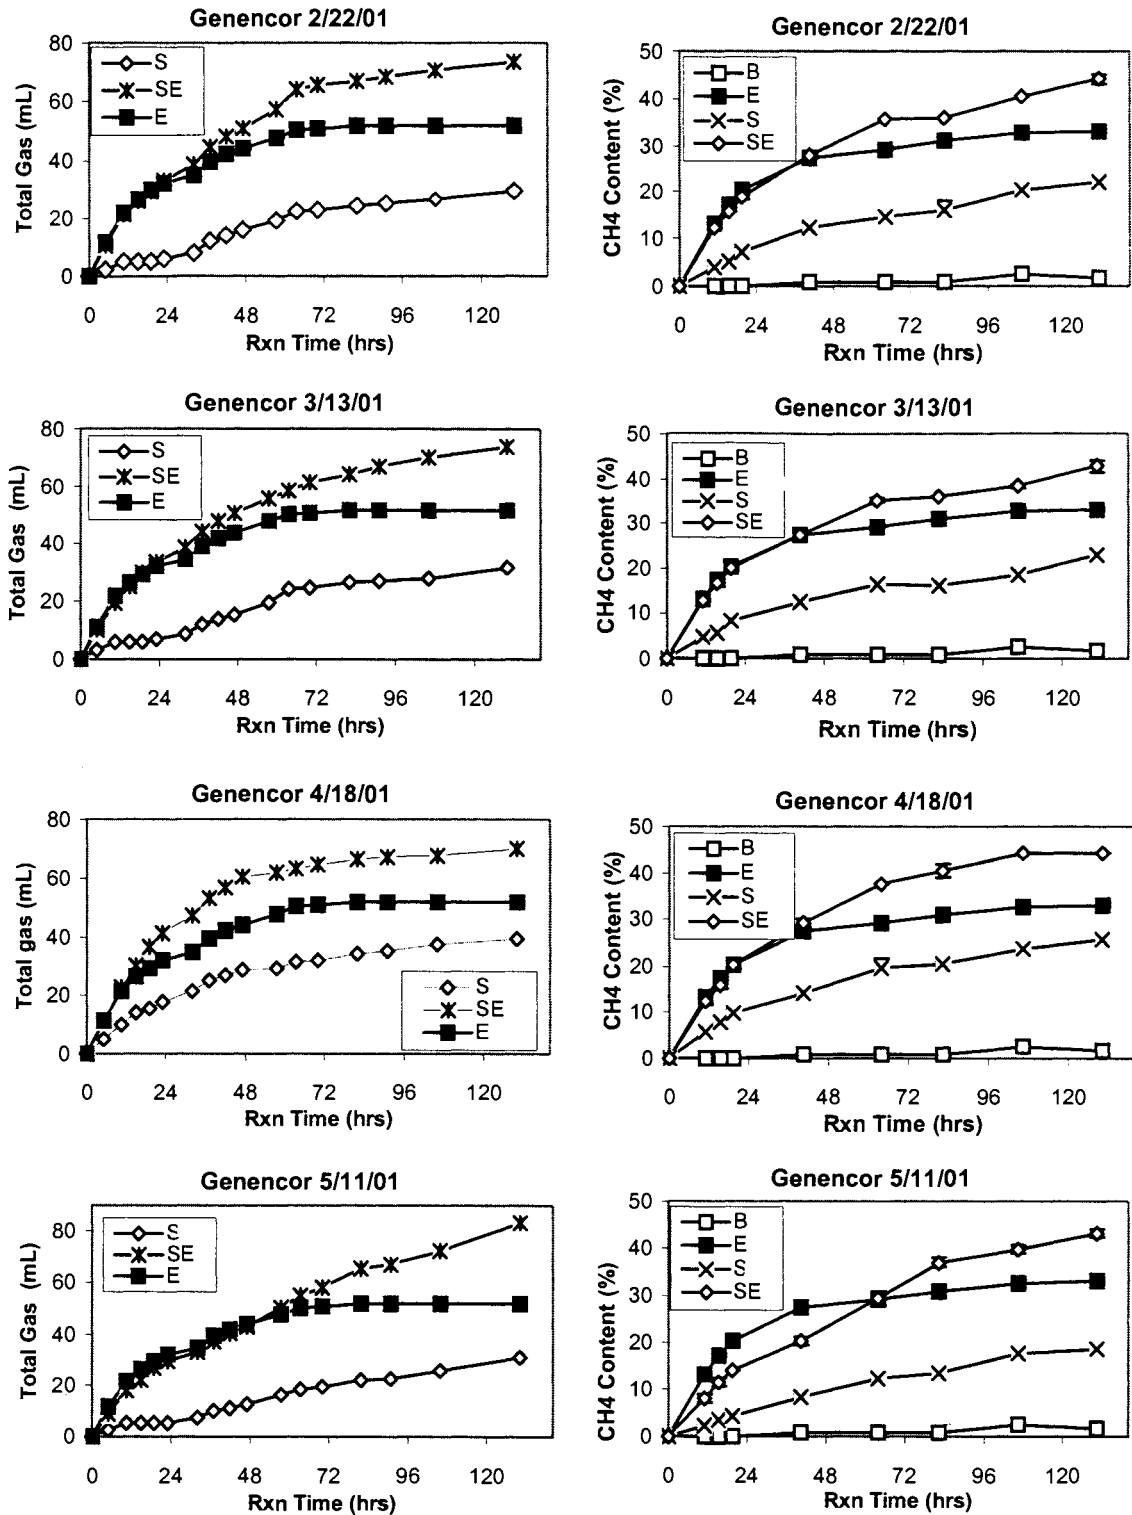 Genencor 2/22/01
80
60
40
20
0
Total Gas (mL)
S
SE
E
0 24 48 72 96 120
Rxn Time (hrs)
Genencor 2/22/01
50
40
30
20
10
0
CH4 Content (%)
B
E
S
SE
0 24 48 72 96 120
Rxn Time (hrs)
Genencor 3/13/01
80
60
40
20
0
Total Gas (mL)
S
SE
E
0 24 48 72 96 120
Rxn Time (hrs)
Genencor 3/13/01
50
40
30
20
10
0
CH4 Content (%)
B
E
S
SE
0 24 48 72 96 120
Rxn Time (hrs)
Genencor 4/18/01
80
60
40
20
0
Total gas (mL)
S
SE
E
0 24 48 72 96 120
Rxn Time (hrs)
Genencor 4/18/01
50
40
30
20
10
0
CH4 Content (%)
B
E
S
SE
0 24 48 72 96 120
Rxn Time (hrs)
Genencor 5/11/01
80
60
40
20
0
Total Gas (mL)
S
SE
E
0 24 48 72 96 120
Rxn Time (hrs)
Genencor 5/11/01
50
40
30
20
10
0
CH4 Content (%)
B
E
S
SE
0 24 48 72 96 120
Rxn Time (hrs)